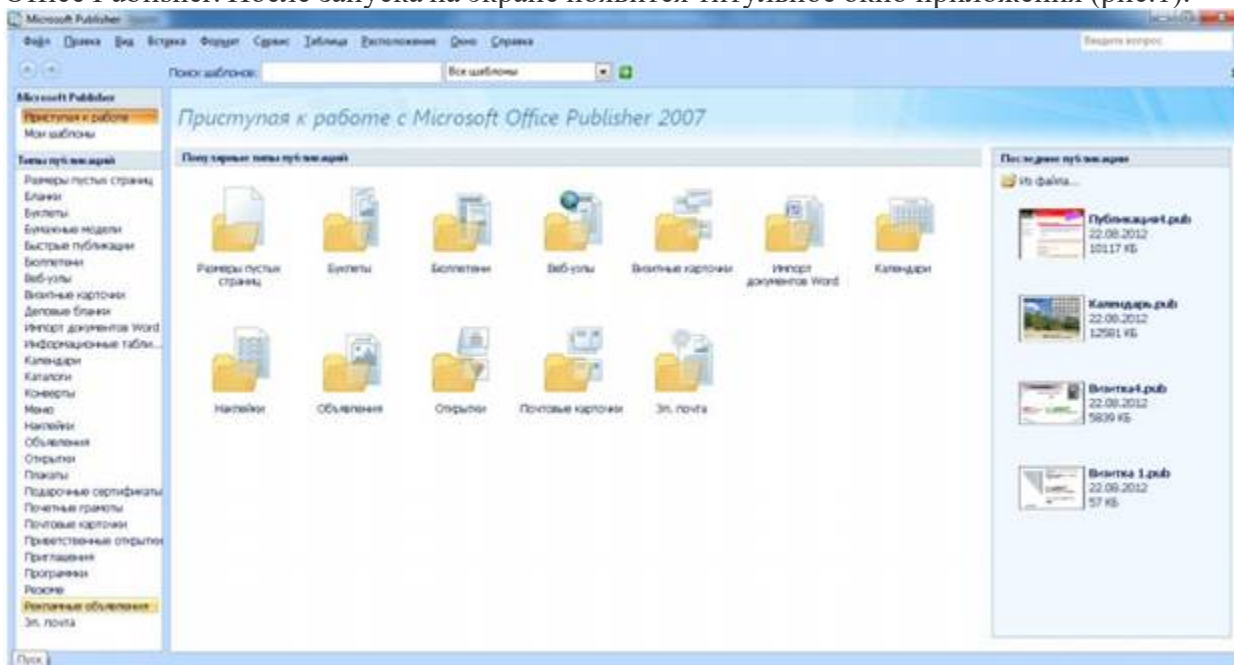 Office Publisher. После запуска на экране появится титульное окно приложения (рис.1).
Microsoft Publisher
Файл Правка Вид Вставка Формат Сервис Таблица Расположение Окно Справка
Введите вопрос
Поиск шаблонов:
Все шаблоны
Microsoft Publisher
Приступая к работе
Мои шаблоны
Типы публикаций
Размеры пустых страниц
Бланки
Буклеты
Бумажные модели
Быстрые публикации
Бюллетени
Веб-узлы
Визитные карточки
Деловые бланки
Импорт документов Word
Информационные табли...
Календари
Каталоги
Конверты
Меню
Наклейки
Объявления
Открытки
Плакаты
Подарочные сертификаты
Почетные грамоты
Почтовые карточки
Приветственные открытки
Приглашения
Программки
Резюме
Рекламные объявления
Эл. почта
Пуск
Приступая к работе с Microsoft Office Publisher 2007
Популярные типы публикаций
Размеры пустых страниц
Буклеты
Бюллетени
Веб-узлы
Визитные карточки
Импорт документов Word
Календари
Наклейки
Объявления
Открытки
Почтовые карточки
Эл. почта
Последние публикации
Из файла...
Публикация4.pub
22.08.2012
10117 КБ
Календарь.pub
22.08.2012
12581 КБ
Визитка4.pub
22.08.2012
5839 КБ
Визитка 1.pub
22.08.2012
57 КБ